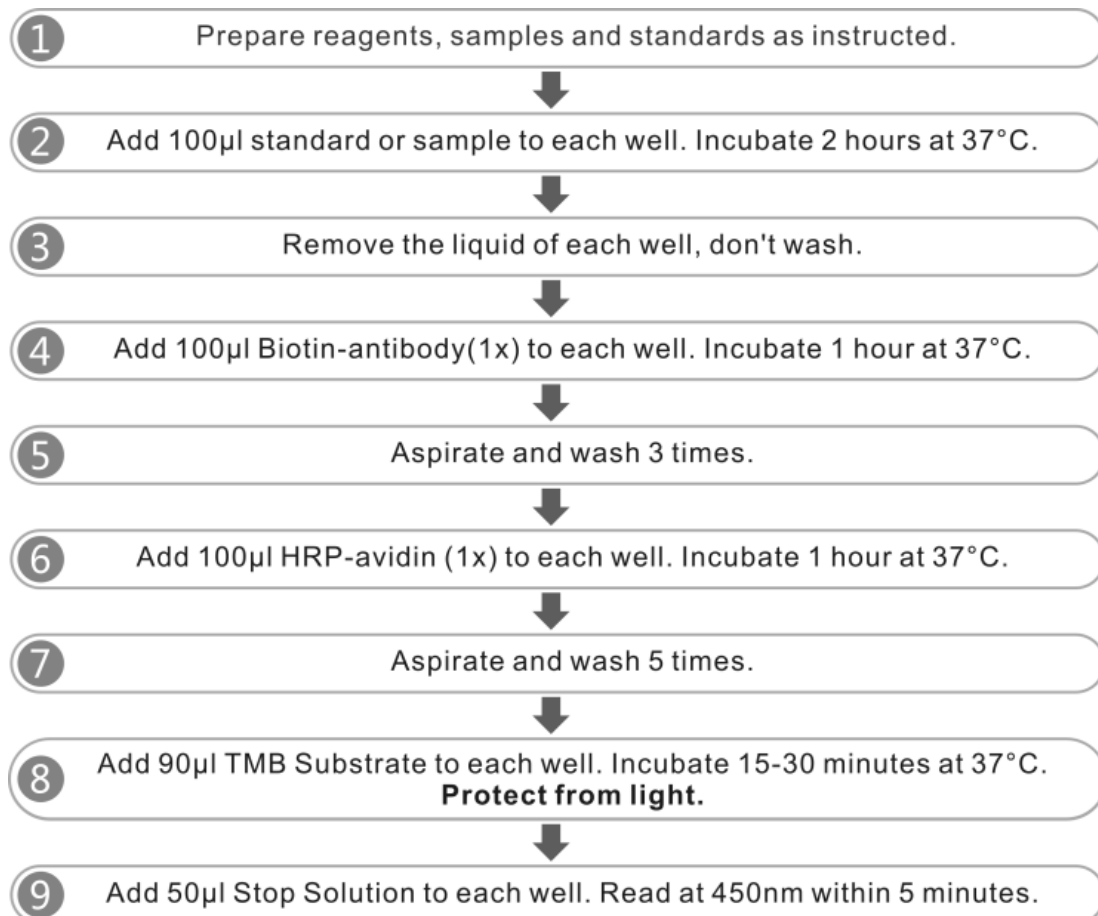 1 Prepare reagents, samples and standards as instructed.
2 Add 100µl standard or sample to each well. Incubate 2 hours at 37°C.
3 Remove the liquid of each well, don't wash.
4 Add 100µl Biotin-antibody(1x) to each well. Incubate 1 hour at 37°C.
5 Aspirate and wash 3 times.
6 Add 100µl HRP-avidin (1x) to each well. Incubate 1 hour at 37°C.
7 Aspirate and wash 5 times.
8 Add 90µl TMB Substrate to each well. Incubate 15-30 minutes at 37°C.
Protect from light.
9 Add 50µl Stop Solution to each well. Read at 450nm within 5 minutes.